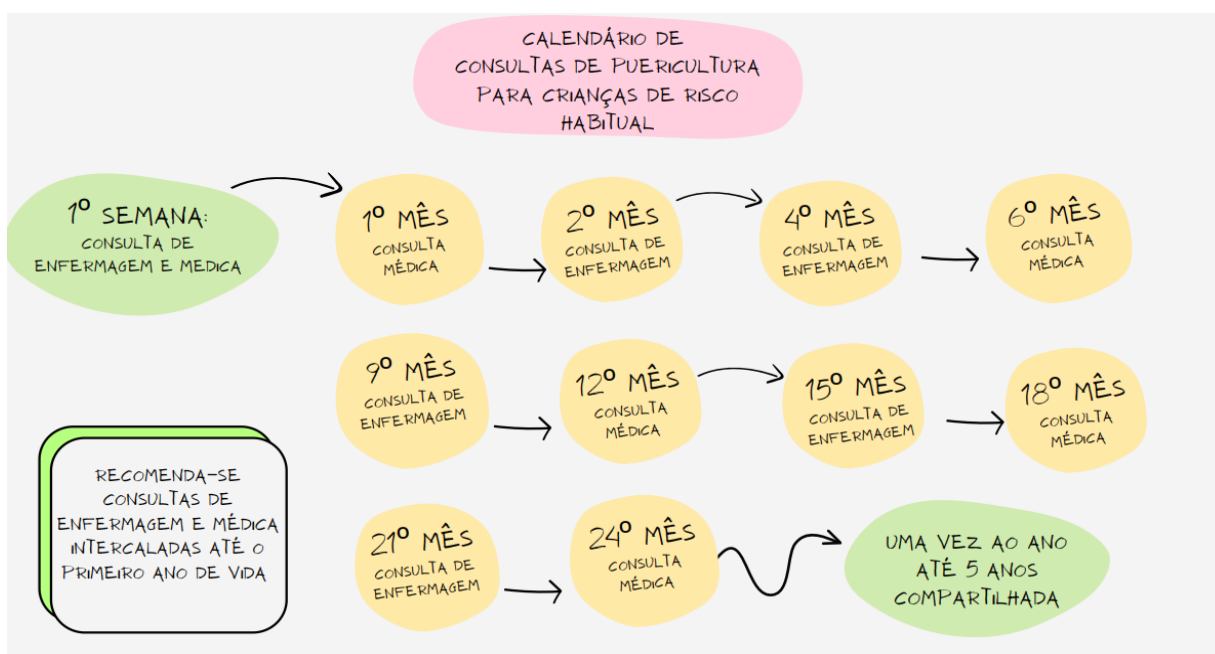 CALENDÁRIO DE
CONSULTAS DE PUERICULTURA
PARA CRIANÇAS DE RISCO
HABITUAL
1º SEMANA:
CONSULTA DE
ENFERMAGEM E MEDICA
1º MÊS
CONSULTA
MÉDICA
2º MÊS
CONSULTA DE
ENFERMAGEM
4º MÊS
CONSULTA DE
ENFERMAGEM
6º MÊS
CONSULTA
MÉDICA
9º MÊS
CONSULTA DE
ENFERMAGEM
12º MÊS
CONSULTA
MÉDICA
15º MÊS
CONSULTA DE
ENFERMAGEM
18º MÊS
CONSULTA
MÉDICA
RECOMENDA-SE
CONSULTAS DE
ENFERMAGEM E MÉDICA
INTERCALADAS ATÉ O
PRIMEIRO ANO DE VIDA
21º MÊS
CONSULTA DE
ENFERMAGEM
24º MÊS
CONSULTA
MÉDICA
UMA VEZ AO ANO
ATÉ 5 ANOS
COMPARTILHADA